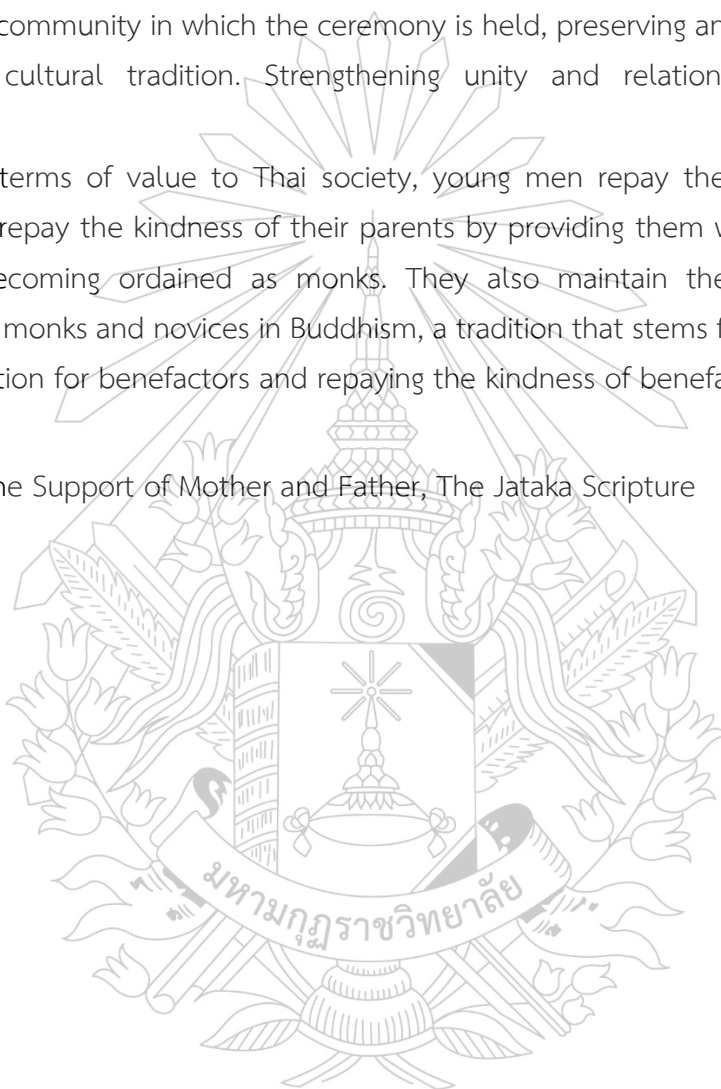 community in which the ceremony is held, preserving an
cultural tradition. Strengthening unity and relation
terms of value to Thai society, young men repay the
repay the kindness of their parents by providing them w
ecoming ordained as monks. They also maintain the
monks and novices in Buddhism, a tradition that stems f
tion for benefactors and repaying the kindness of benefa
ne Support of Mother and Father, The Jataka Scripture
มหามกุฏราชวิทยาลัย